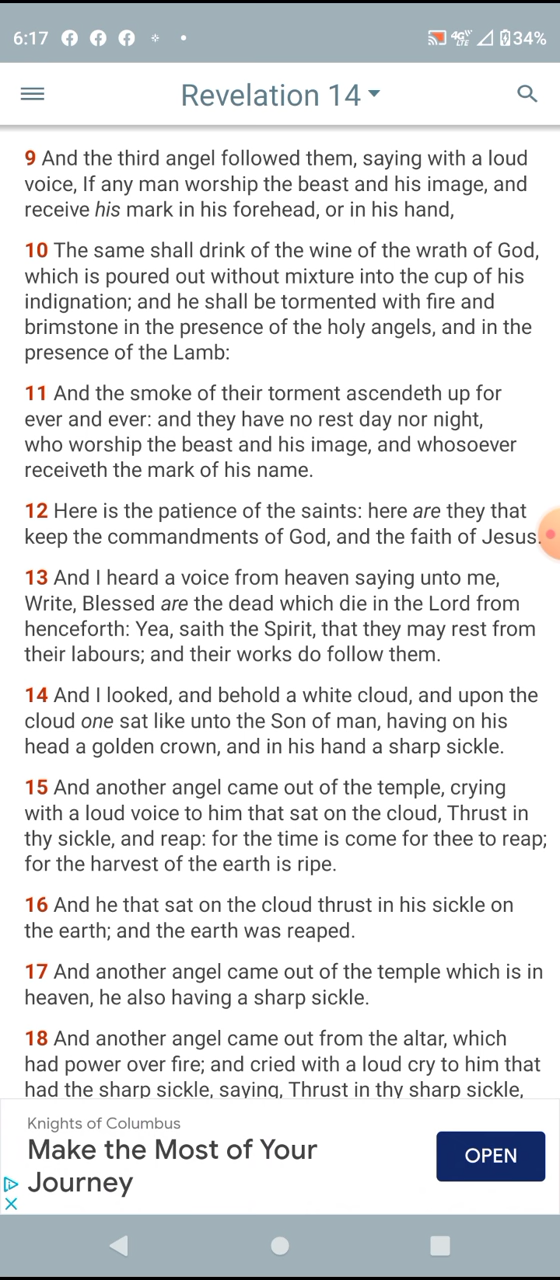 6:17
4G LTE
34%
Revelation 14
9 And the third angel followed them, saying with a loud
voice, If any man worship the beast and his image, and
receive his mark in his forehead, or in his hand,
10 The same shall drink of the wine of the wrath of God,
which is poured out without mixture into the cup of his
indignation; and he shall be tormented with fire and
brimstone in the presence of the holy angels, and in the
presence of the Lamb:
11 And the smoke of their torment ascendeth up for
ever and ever: and they have no rest day nor night,
who worship the beast and his image, and whosoever
receiveth the mark of his name.
12 Here is the patience of the saints: here are they that
keep the commandments of God, and the faith of Jesus.
13 And I heard a voice from heaven saying unto me,
Write, Blessed are the dead which die in the Lord from
henceforth: Yea, saith the Spirit, that they may rest from
their labours; and their works do follow them.
14 And I looked, and behold a white cloud, and upon the
cloud one sat like unto the Son of man, having on his
head a golden crown, and in his hand a sharp sickle.
15 And another angel came out of the temple, crying
with a loud voice to him that sat on the cloud, Thrust in
thy sickle, and reap: for the time is come for thee to reap;
for the harvest of the earth is ripe.
16 And he that sat on the cloud thrust in his sickle on
the earth; and the earth was reaped.
17 And another angel came out of the temple which is in
heaven, he also having a sharp sickle.
18 And another angel came out from the altar, which
had power over fire; and cried with a loud cry to him that
had the sharp sickle, saying, Thrust in thy sharp sickle,
Knights of Columbus
Make the Most of Your
Journey
OPEN